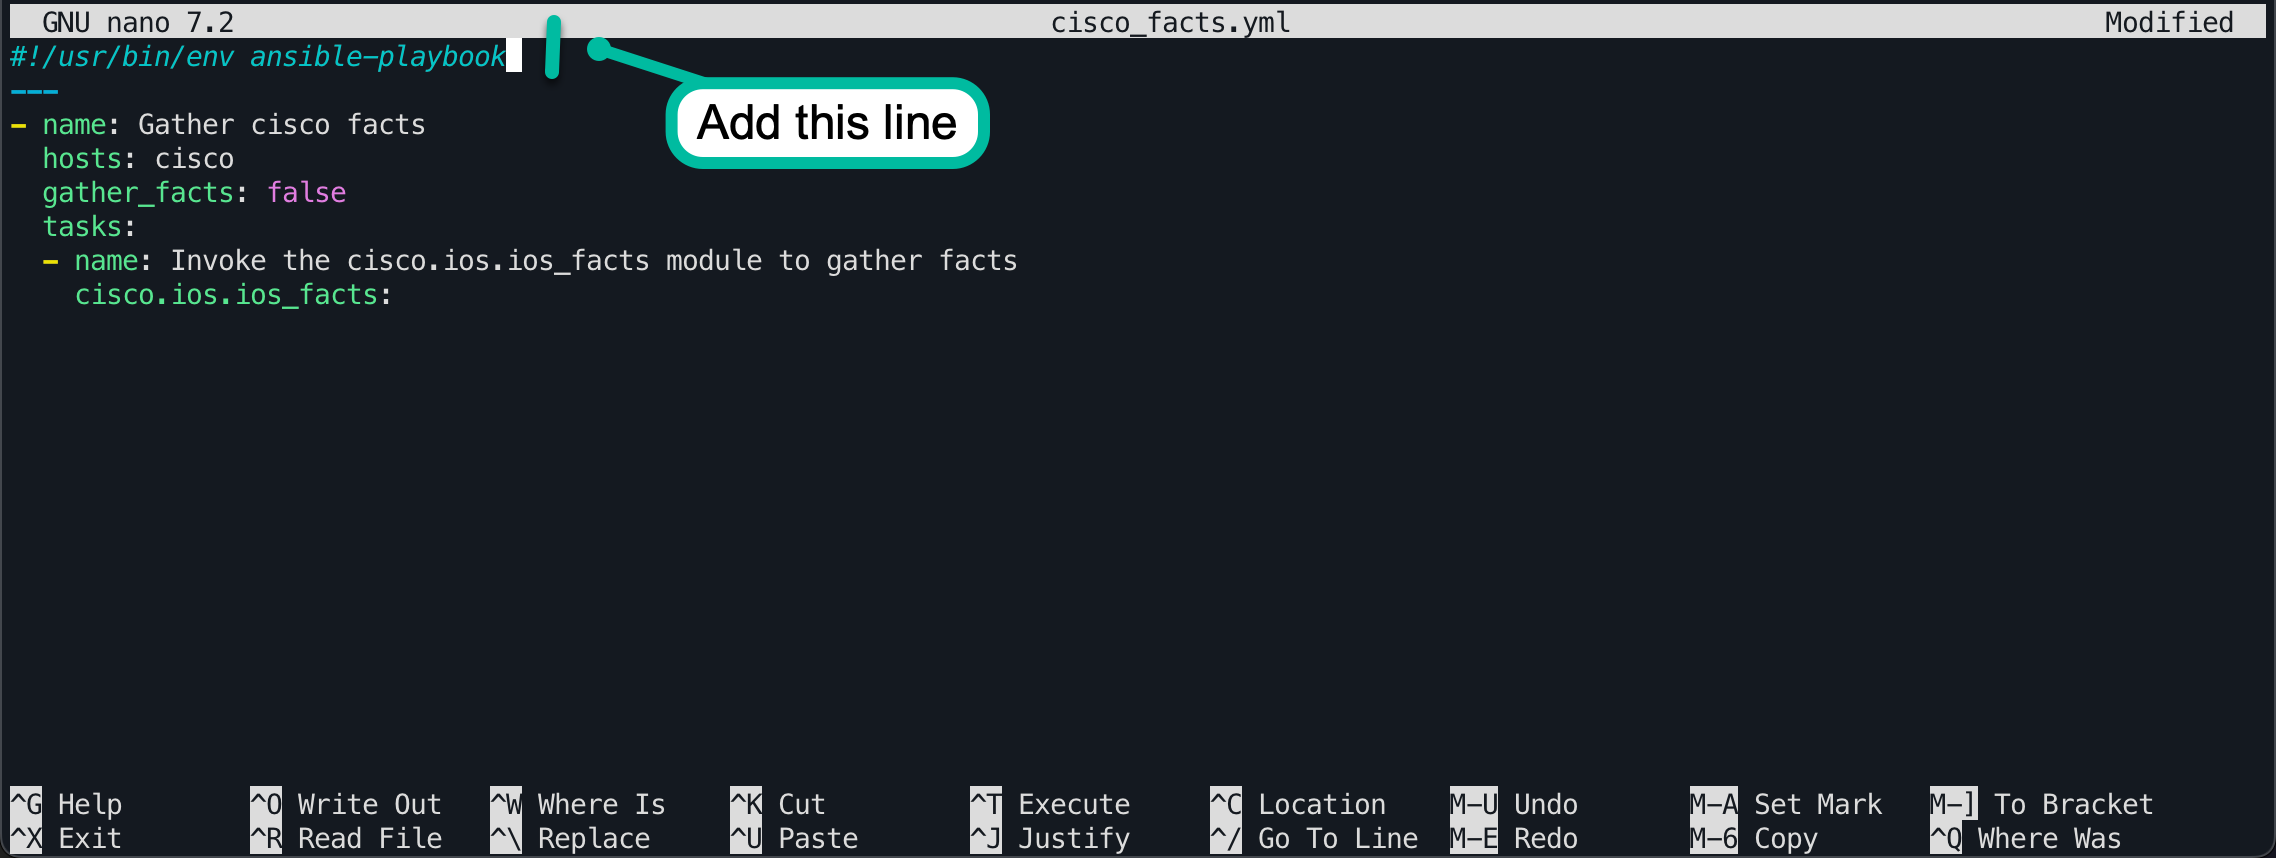 GNU nano 7.2 cisco_facts.yml Modified
#!/usr/bin/env ansible-playbook
---
Add this line
- name: Gather cisco facts
  hosts: cisco
  gather_facts: false
  tasks:
  - name: Invoke the cisco.ios.ios_facts module to gather facts
    cisco.ios.ios_facts:
^G Help ^O Write Out ^W Where Is ^K Cut ^T Execute ^C Location M-U Undo M-A Set Mark M-] To Bracket
^X Exit ^R Read File ^\ Replace ^U Paste ^J Justify ^/ Go To Line M-E Redo M-6 Copy ^Q Where Was